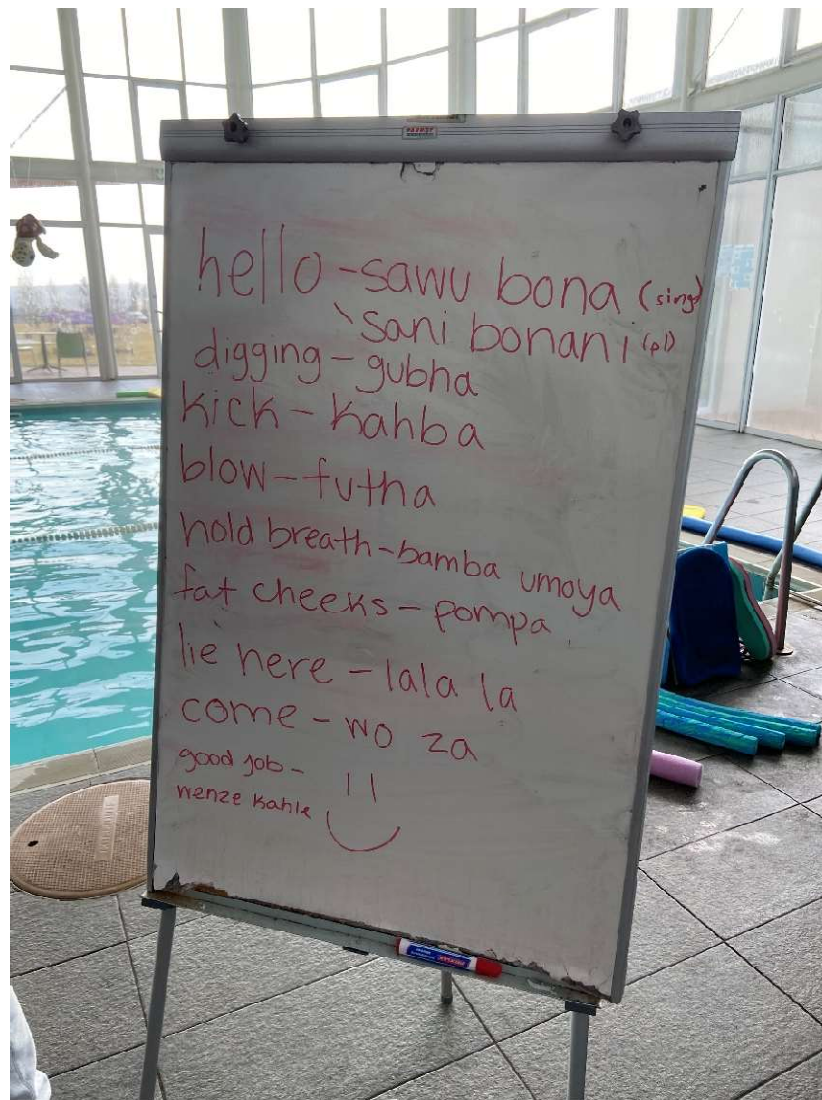 hello - sawu bona (sing)
sani bonani (pl)
digging - gubha
kick - kahba
blow - futha
hold breath - bamba umoya
fat cheeks - pompa
lie here - lala la
come - wo za
good job -
wenze kahle